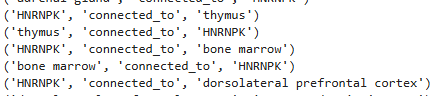 ('HNRNPK', 'connected_to', 'thymus')
('thymus', 'connected_to', 'HNRNPK')
('HNRNPK', 'connected_to', 'bone marrow')
('bone marrow', 'connected_to', 'HNRNPK')
('HNRNPK', 'connected_to', 'dorsolateral prefrontal cortex')